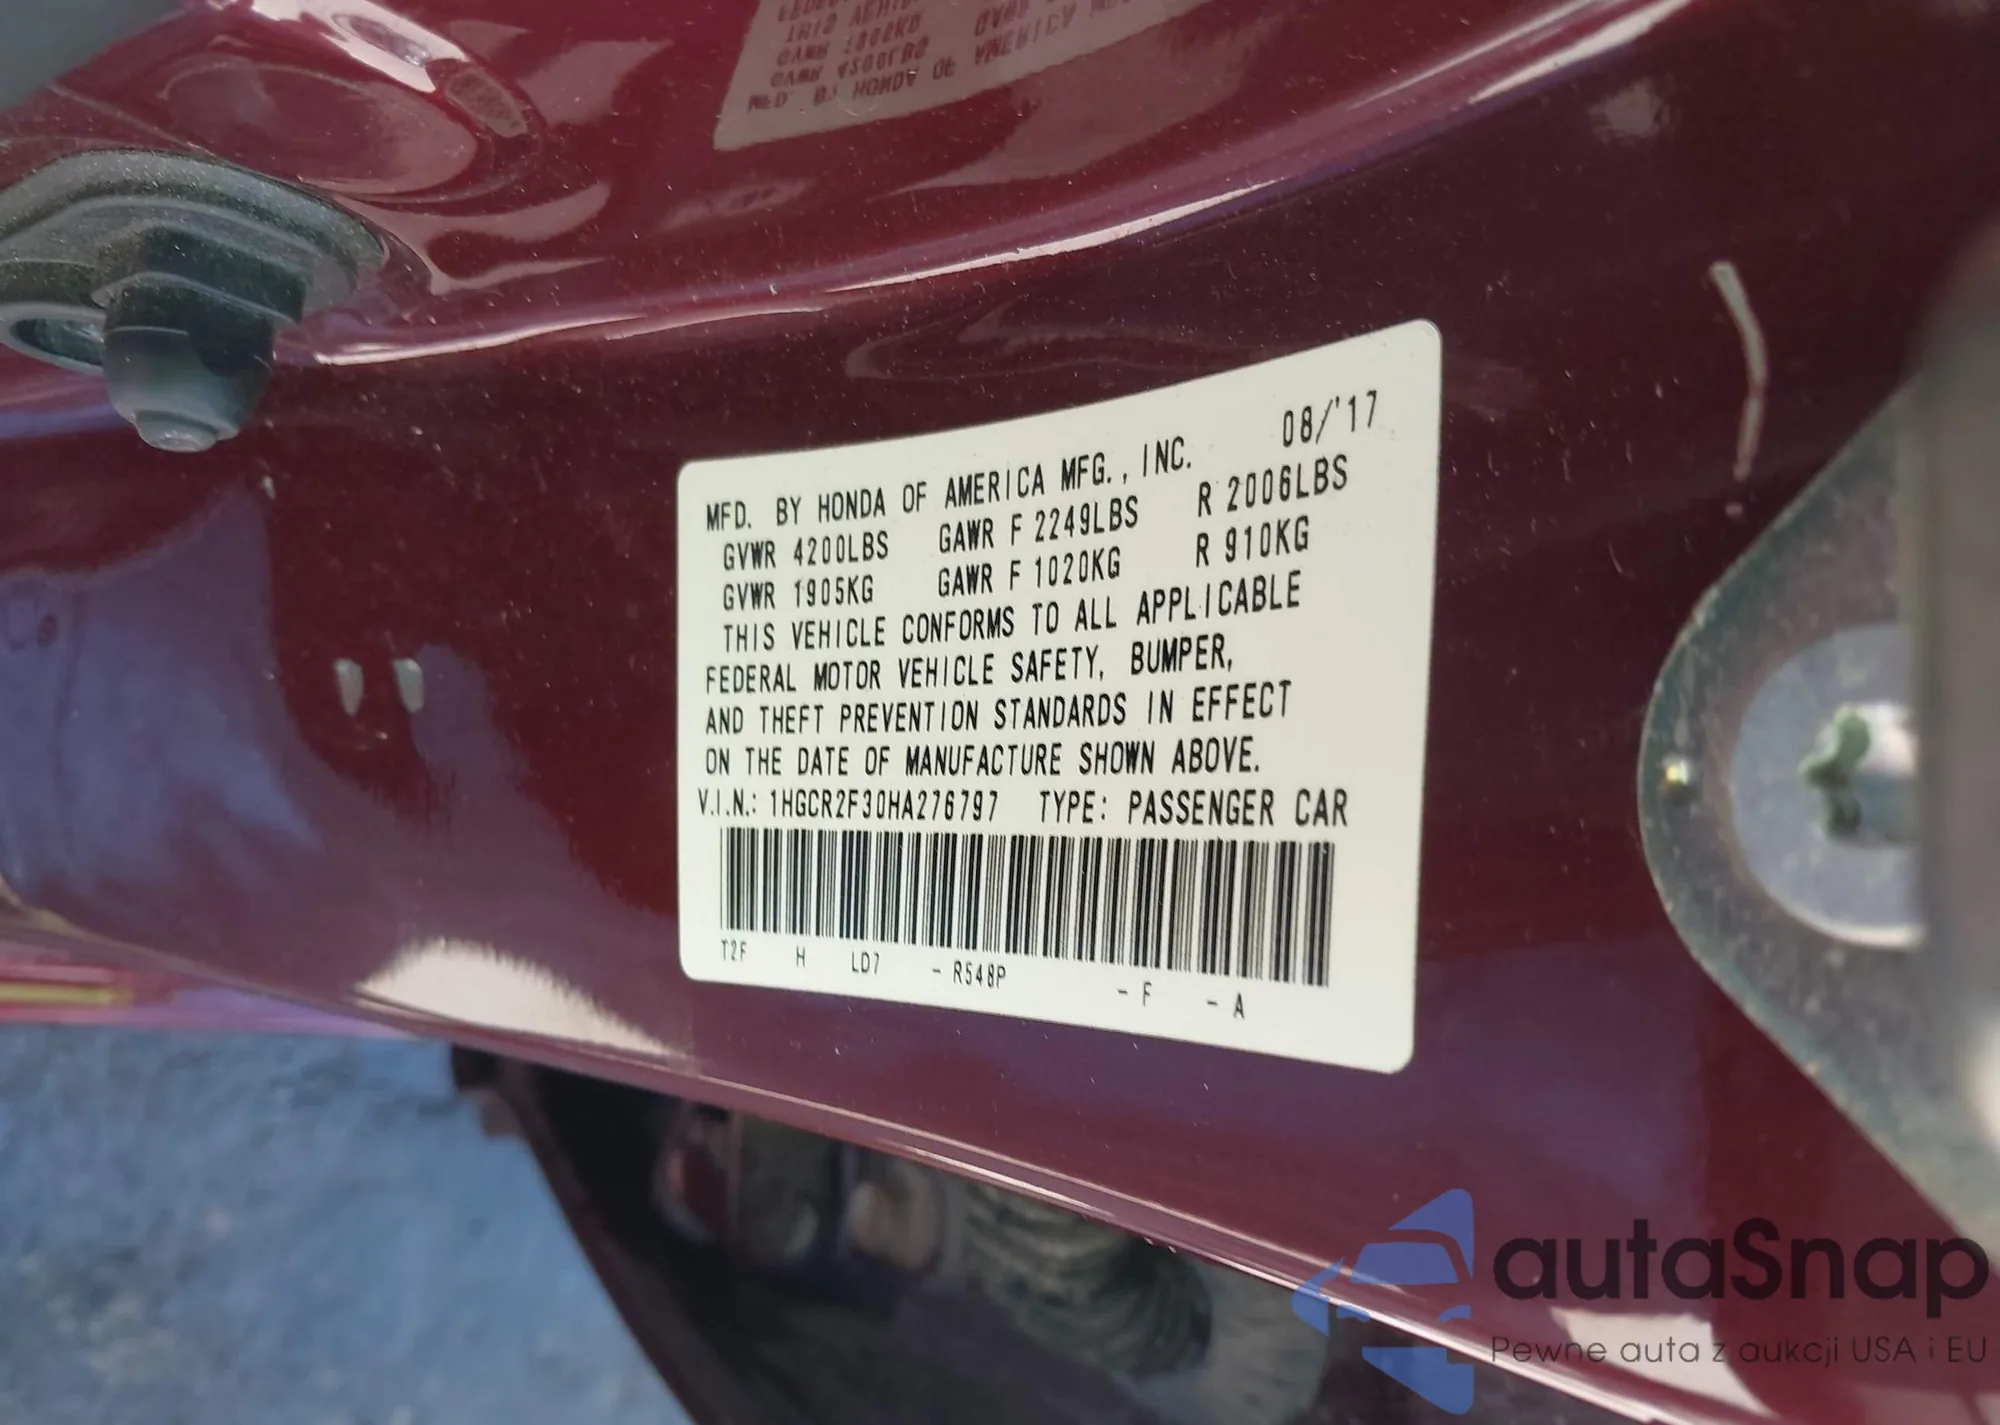 08/'17
MFD. BY HONDA OF AMERICA MFG., INC.
GVWR 4200LBS GAWR F 2249LBS R 2006LBS
GVWR 1905KG GAWR F 1020KG R 910KG
THIS VEHICLE CONFORMS TO ALL APPLICABLE
FEDERAL MOTOR VEHICLE SAFETY, BUMPER,
AND THEFT PREVENTION STANDARDS IN EFFECT
ON THE DATE OF MANUFACTURE SHOWN ABOVE.
V.I.N.: 1HGCR2F30HA276797 TYPE: PASSENGER CAR
T2F H LD7 - R548P - F - A
autaSnap
Pewne auta z aukcji USA i EU